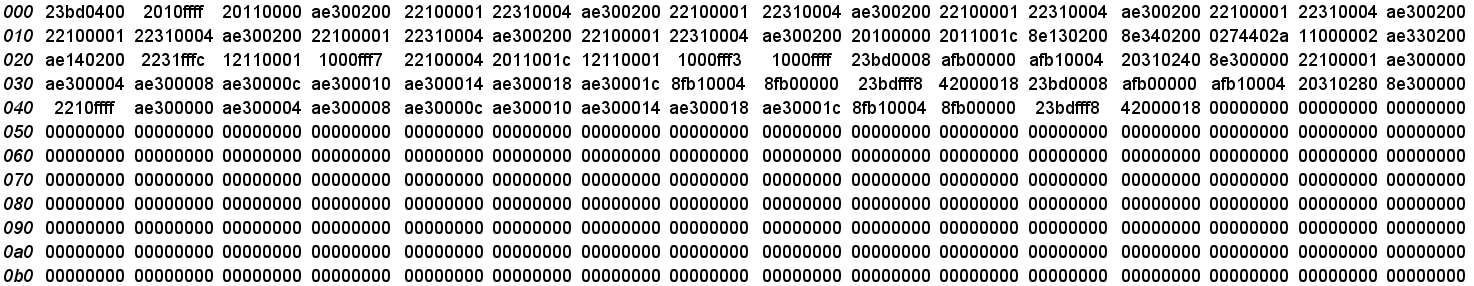 000 23bd0400 2010ffff 20110000 ae300200 22100001 22310004 ae300200 22100001 22310004 ae300200 22100001 22310004 ae300200 22100001 22310004 ae300200
010 22100001 22310004 ae300200 22100001 22310004 ae300200 22100001 22310004 ae300200 20100000 2011001c 8e130200 8e340200 0274402a 11000002 ae330200
020 ae140200 2231fffc 12110001 1000fff7 22100004 2011001c 12110001 1000fff3 1000ffff 23bd0008 afb00000 afb10004 20310240 8e300000 22100001 ae300000
030 ae300004 ae300008 ae30000c ae300010 ae300014 ae300018 ae30001c 8fb10004 8fb00000 23bdfff8 42000018 23bd0008 afb00000 afb10004 20310280 8e300000
040 2210ffff ae300000 ae300004 ae300008 ae30000c ae300010 ae300014 ae300018 ae30001c 8fb10004 8fb00000 23bdfff8 42000018 00000000 00000000 00000000
050 00000000 00000000 00000000 00000000 00000000 00000000 00000000 00000000 00000000 00000000 00000000 00000000 00000000 00000000 00000000 00000000
060 00000000 00000000 00000000 00000000 00000000 00000000 00000000 00000000 00000000 00000000 00000000 00000000 00000000 00000000 00000000 00000000
070 00000000 00000000 00000000 00000000 00000000 00000000 00000000 00000000 00000000 00000000 00000000 00000000 00000000 00000000 00000000 00000000
080 00000000 00000000 00000000 00000000 00000000 00000000 00000000 00000000 00000000 00000000 00000000 00000000 00000000 00000000 00000000 00000000
090 00000000 00000000 00000000 00000000 00000000 00000000 00000000 00000000 00000000 00000000 00000000 00000000 00000000 00000000 00000000 00000000
0a0 00000000 00000000 00000000 00000000 00000000 00000000 00000000 00000000 00000000 00000000 00000000 00000000 00000000 00000000 00000000 00000000
0b0 00000000 00000000 00000000 00000000 00000000 00000000 00000000 00000000 00000000 00000000 00000000 00000000 00000000 00000000 00000000 00000000